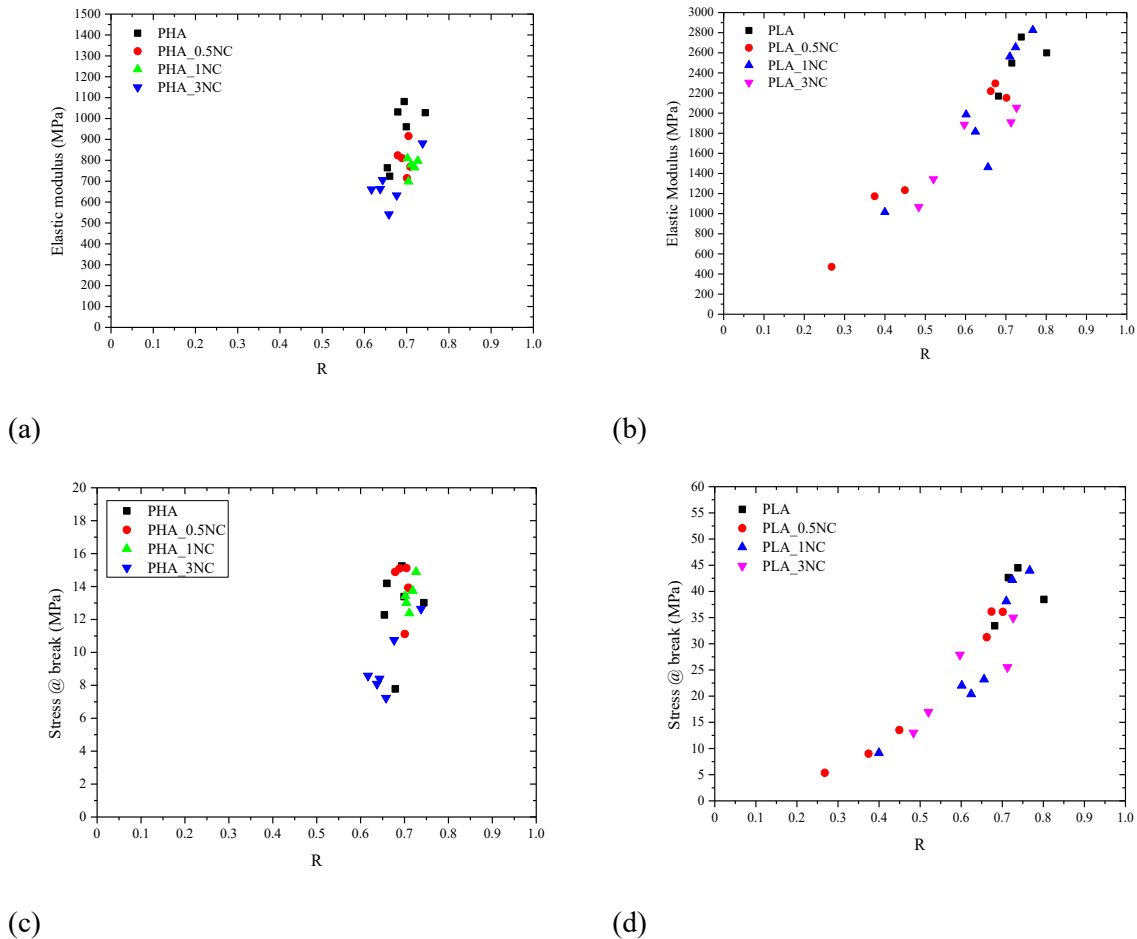 PHA
PHA_0.5NC
PHA_1NC
PHA_3NC
1500
1400
1300
1200
1100
1000
900
800
700
600
500
400
300
200
100
0
Elastic modulus (MPa)
0 0.1 0.2 0.3 0.4 0.5 0.6 0.7 0.8 0.9 1.0
R
(a)
PLA
PLA_0.5NC
PLA_1NC
PLA_3NC
3000
2800
2600
2400
2200
2000
1800
1600
1400
1200
1000
800
600
400
200
0
Elastic Modulus (MPa)
0 0.1 0.2 0.3 0.4 0.5 0.6 0.7 0.8 0.9 1.0
R
(b)
PHA
PHA_0.5NC
PHA_1NC
PHA_3NC
20
18
16
14
12
10
8
6
4
2
0
Stress @ break (MPa)
0 0.1 0.2 0.3 0.4 0.5 0.6 0.7 0.8 0.9 1.0
R
(c)
PLA
PLA_0.5NC
PLA_1NC
PLA_3NC
60
55
50
45
40
35
30
25
20
15
10
5
0
Stress @ break (MPa)
0 0.1 0.2 0.3 0.4 0.5 0.6 0.7 0.8 0.9 1.0
R
(d)